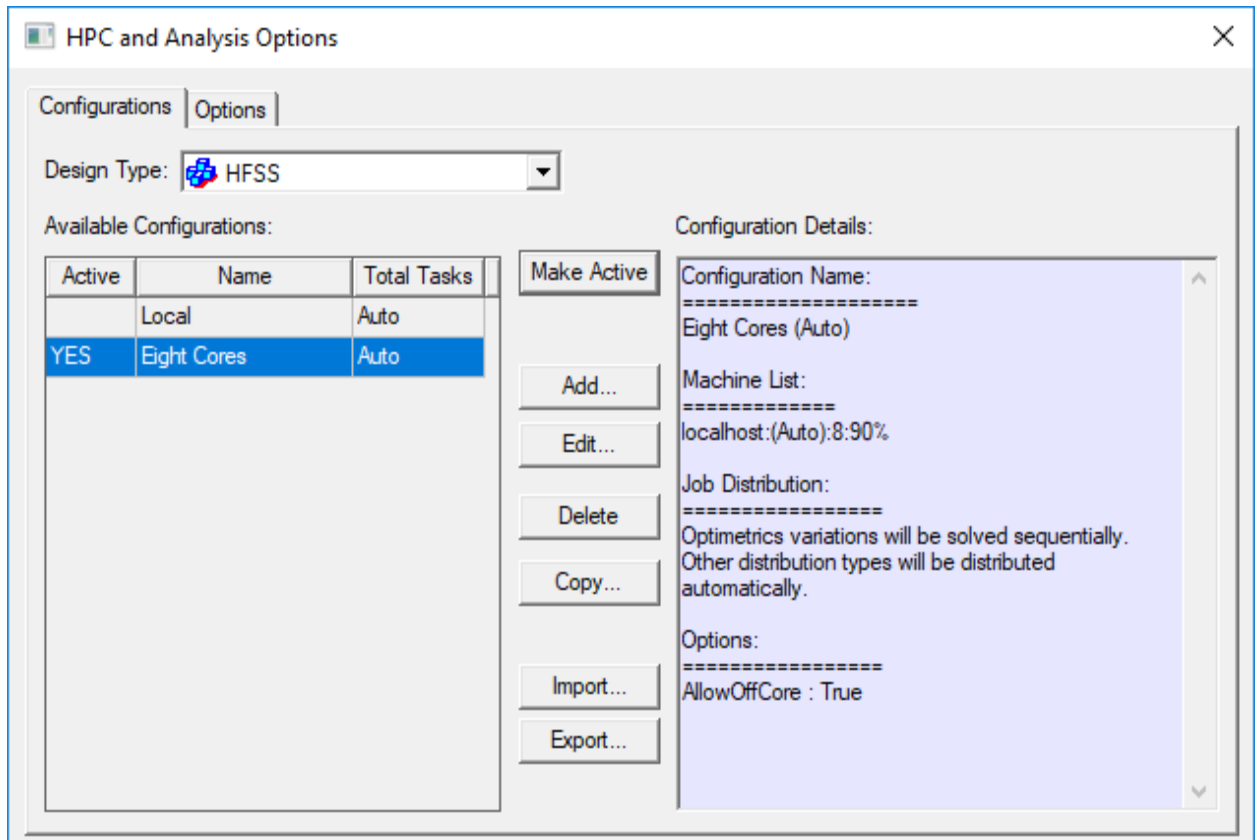 HPC and Analysis Options
Configurations
Options
Design Type:
HFSS
Available Configurations:
Active Name Total Tasks
Local Auto
YES Eight Cores Auto
Make Active
Add...
Edit...
Delete
Copy...
Import...
Export...
Configuration Details:
Configuration Name:
====================
Eight Cores (Auto)
Machine List:
=============
localhost:(Auto):8:90%
Job Distribution:
=================
Optimetrics variations will be solved sequentially.
Other distribution types will be distributed
automatically.
Options:
=================
AllowOffCore : True